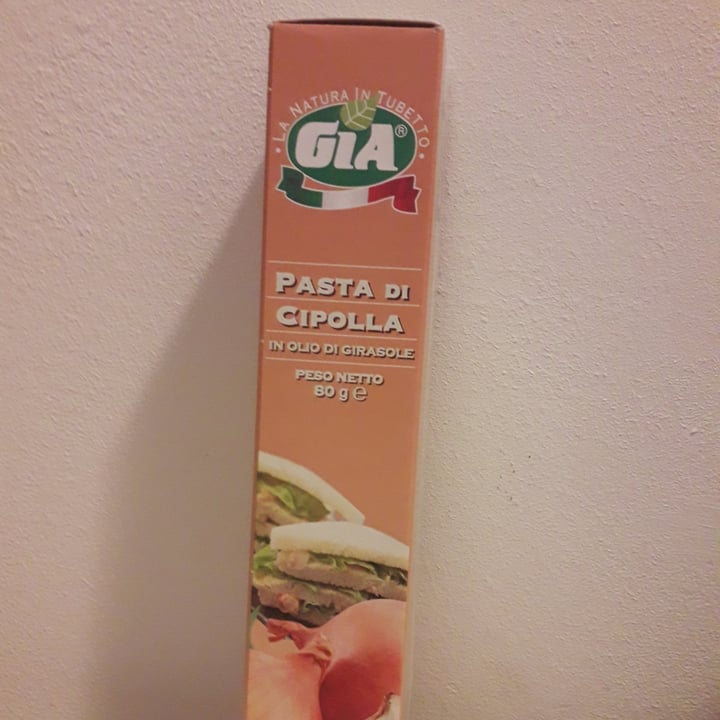 • LA NATURA IN TUBETTO •
GIA®
PASTA DI
CIPOLLA
IN OLIO DI GIRASOLE
PESO NETTO
80 g ℮